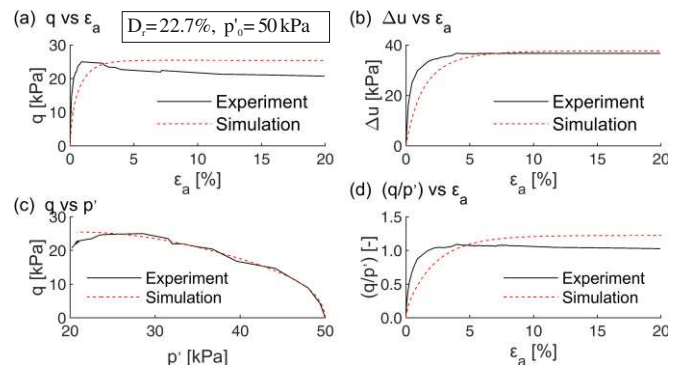 (a) q vs εa
Dr=22.7%, p'0=50 kPa
(b) Δu vs εa
30
20
10
0
q [kPa]
Experiment
Simulation
0 5 10 15 20
εa [%]
40
20
0
Δu [kPa]
Experiment
Simulation
0 5 10 15 20
εa [%]
(c) q vs p'
30
20
10
0
q [kPa]
Experiment
Simulation
20 30 40 50
p' [kPa]
(d) (q/p') vs εa
1.5
1.0
0.5
0.0
(q/p') [-]
Experiment
Simulation
0 5 10 15 20
εa [%]